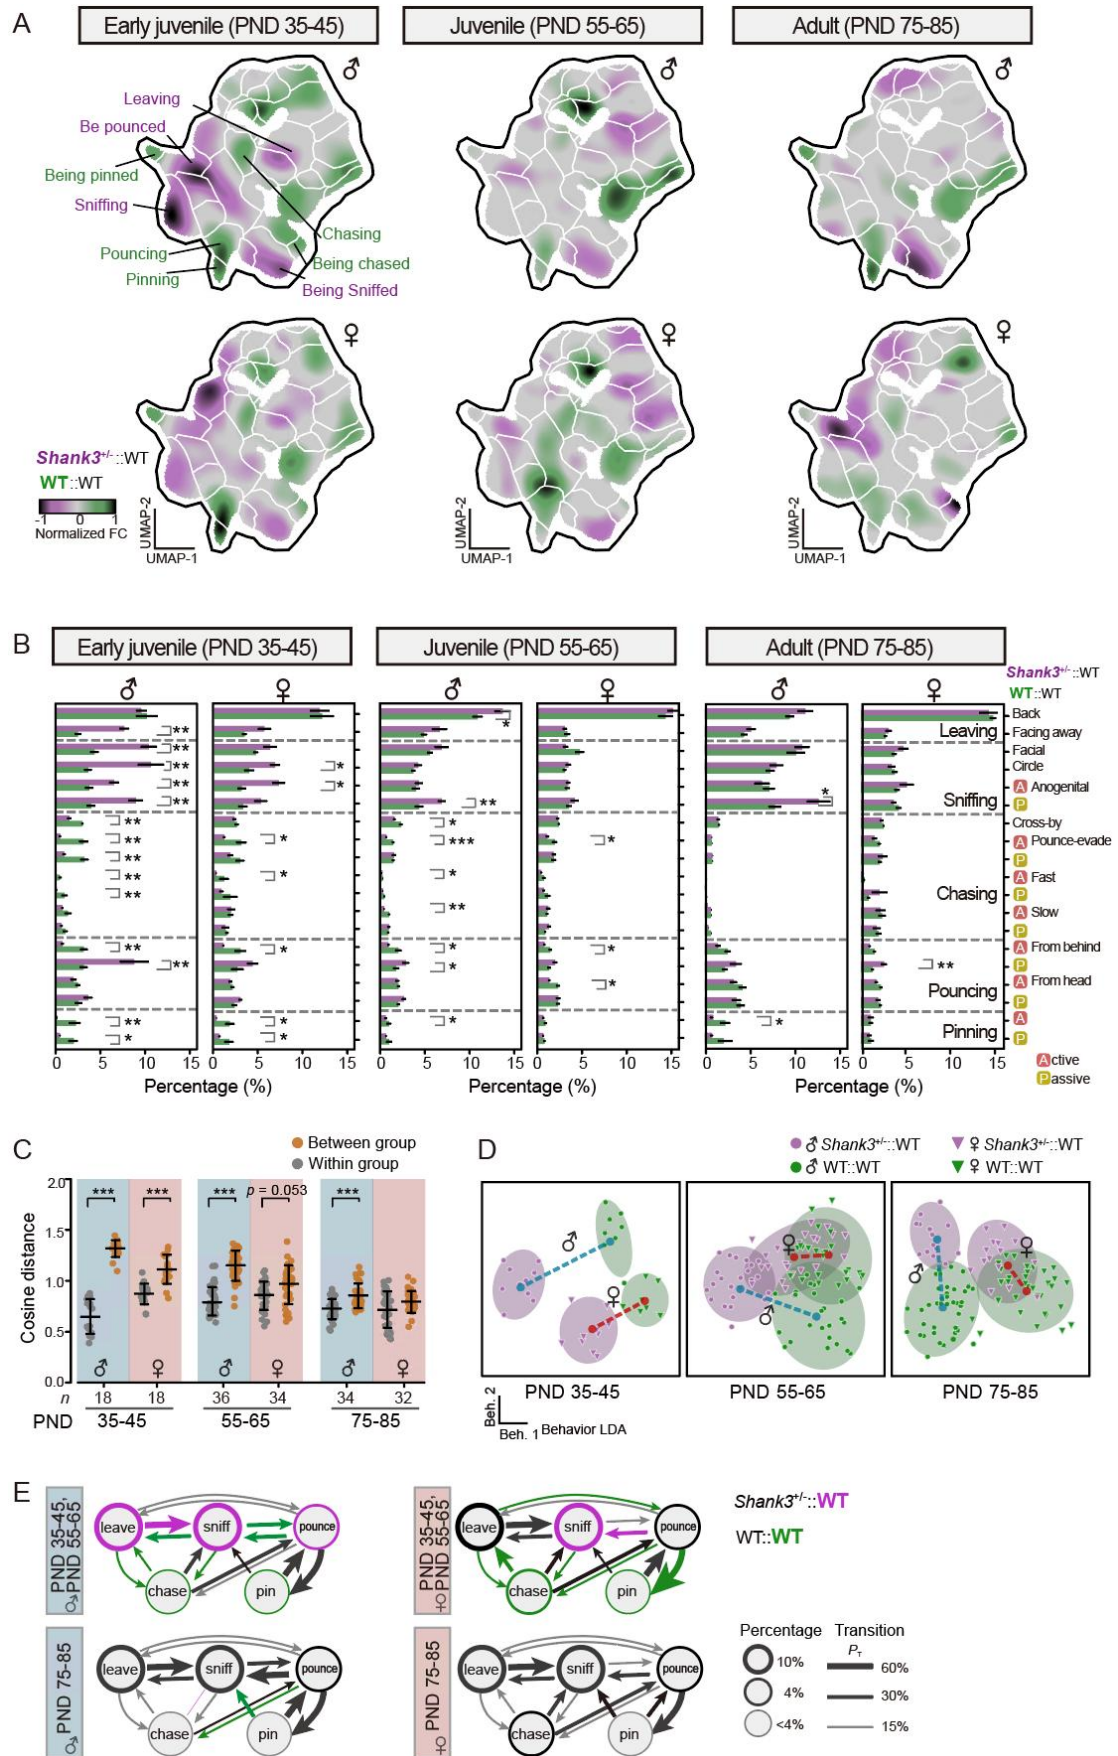 A
Early juvenile (PND 35-45)
Juvenile (PND 55-65)
Adult (PND 75-85)
♂
♂
♂
Leaving
Be pounced
Being pinned
Sniffing
Pouncing
Pinning
Chasing
Being chased
Being Sniffed
♀
♀
♀
Shank3+/-::WT
WT::WT
-1 0 1
Normalized FC
UMAP-2
UMAP-1
UMAP-2
UMAP-1
UMAP-2
UMAP-1
B
Early juvenile (PND 35-45)
Juvenile (PND 55-65)
Adult (PND 75-85)
Shank3+/-::WT
WT::WT
♂ ♀ ♂ ♀ ♂ ♀
Back
Leaving
Facing away
Facial
Circle
A Anogenital
Sniffing
P
Cross-by
A Pounce-evade
P
A Fast
Chasing
P
A Slow
P
A From behind
P
A From head
Pouncing
P
A
Pinning
P
** ** ** ** ** ** ** ** ** ** ** ** ** *
* * * * * * *
* ** * *** * ** * * *
* * *
* *
**
0 5 10 15
0 5 10 15
0 5 10 15
0 5 10 15
0 5 10 15
0 5 10 15
Percentage (%)
Percentage (%)
Percentage (%)
Percentage (%)
Percentage (%)
Percentage (%)
Active
Passive
C
Between group
Within group
Cosine distance
2.0
1.5
1.0
0.5
0.0
*** *** *** p = 0.053 ***
♂ ♀ ♂ ♀ ♂ ♀
n 18 18 36 34 34 32
PND 35-45 55-65 75-85
D
♂ Shank3+/-::WT
♀ Shank3+/-::WT
♂ WT::WT
♀ WT::WT
♂
♀
♀
♂
♂
♀
PND 35-45
PND 55-65
PND 75-85
Beh. 2
Beh. 1
Behavior LDA
E
♂ PND 35-45, PND 55-65
leave
sniff
pounce
chase
pin
♀ PND 35-45, PND 55-65
leave
sniff
pounce
chase
pin
Shank3+/-::WT
WT::WT
♂ PND 75-85
leave
sniff
pounce
chase
pin
♀ PND 75-85
leave
sniff
pounce
chase
pin
Percentage
Transition
PT
10%
60%
4%
30%
<4%
15%